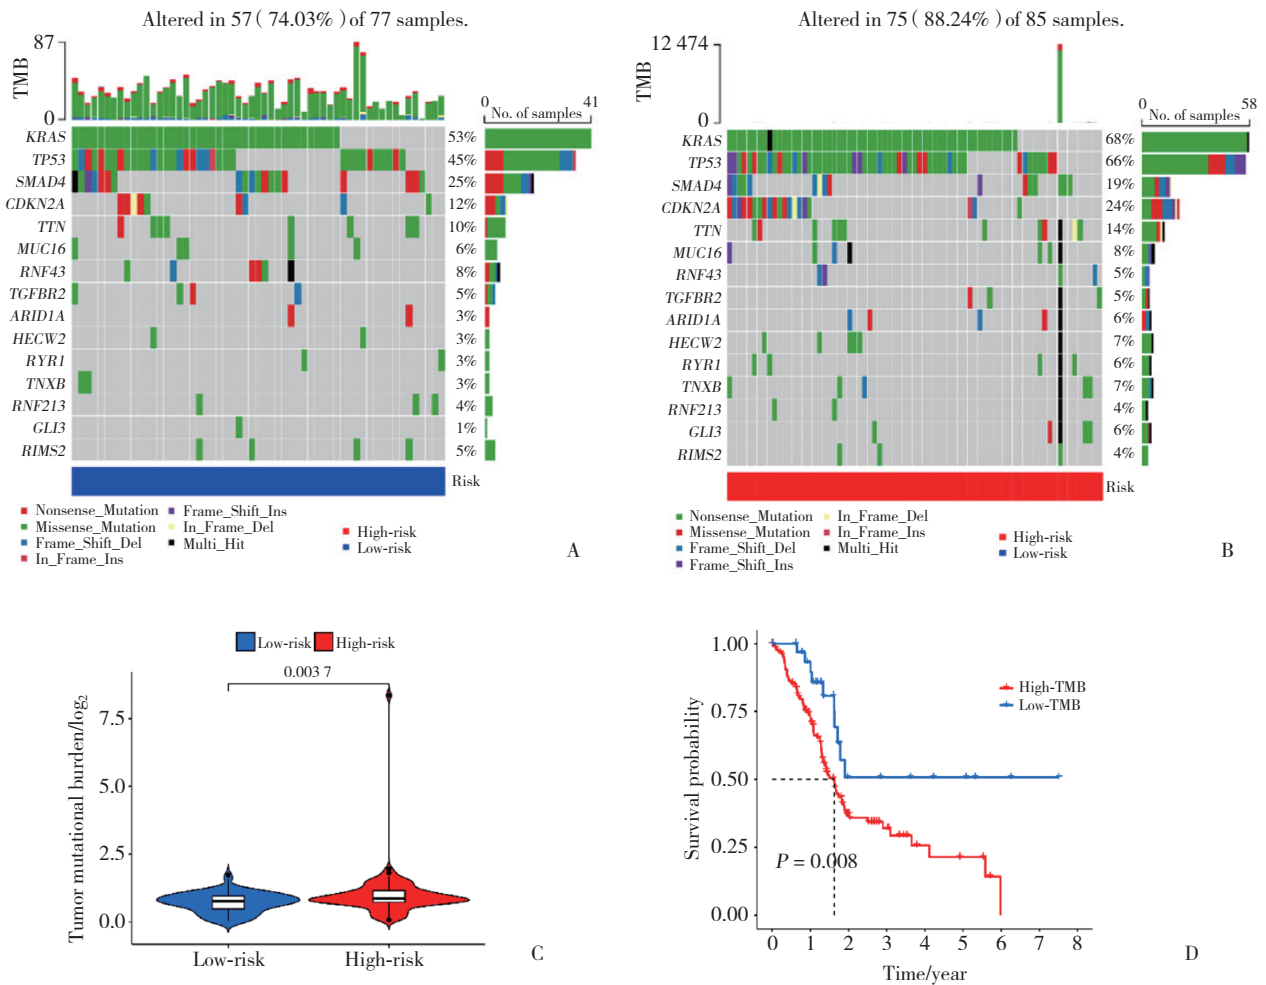 Altered in 57 ( 74.03% ) of 77 samples.
87
TMB
0
0
41
No. of samples
KRAS 53%
TP53 45%
SMAD4 25%
CDKN2A 12%
TTN 10%
MUC16 6%
RNF43 8%
TGFBR2 5%
ARID1A 3%
HECW2 3%
RYR1 3%
TNXB 3%
RNF213 4%
GLI3 1%
RIMS2 5%
Risk
Nonsense_Mutation
Missense_Mutation
Frame_Shift_Del
In_Frame_Ins
Frame_Shift_Ins
In_Frame_Del
Multi_Hit
High-risk
Low-risk
A
Altered in 75 ( 88.24% ) of 85 samples.
12 474
TMB
0
0
58
No. of samples
KRAS 68%
TP53 66%
SMAD4 19%
CDKN2A 24%
TTN 14%
MUC16 8%
RNF43 5%
TGFBR2 5%
ARID1A 6%
HECW2 7%
RYR1 6%
TNXB 7%
RNF213 4%
GLI3 6%
RIMS2 4%
Risk
Nonsense_Mutation
Missense_Mutation
Frame_Shift_Del
Frame_Shift_Ins
In_Frame_Del
In_Frame_Ins
Multi_Hit
High-risk
Low-risk
B
Low-risk High-risk
0.003 7
Tumor mutational burden/log2
7.5
5.0
2.5
0.0
Low-risk High-risk
C
Survival probability
1.00
0.75
0.50
0.25
0.00
High-TMB
Low-TMB
P = 0.008
0 1 2 3 4 5 6 7 8
Time/year
D